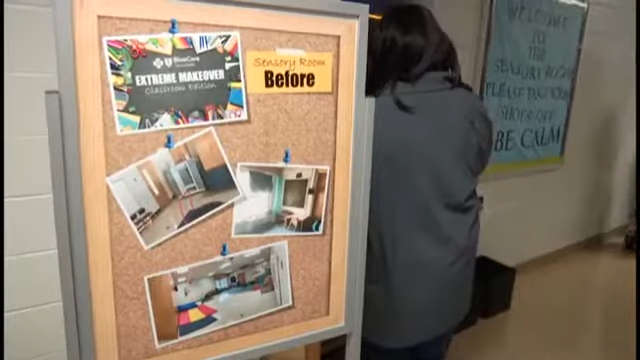 BlueCross
EXTREME MAKEOVER
Classroom Edition
Sensory Room
Before
WELCOME
TO THE
SENSORY ROOM
PLEASE TAKE YOUR
SHOES OFF
BE CALM